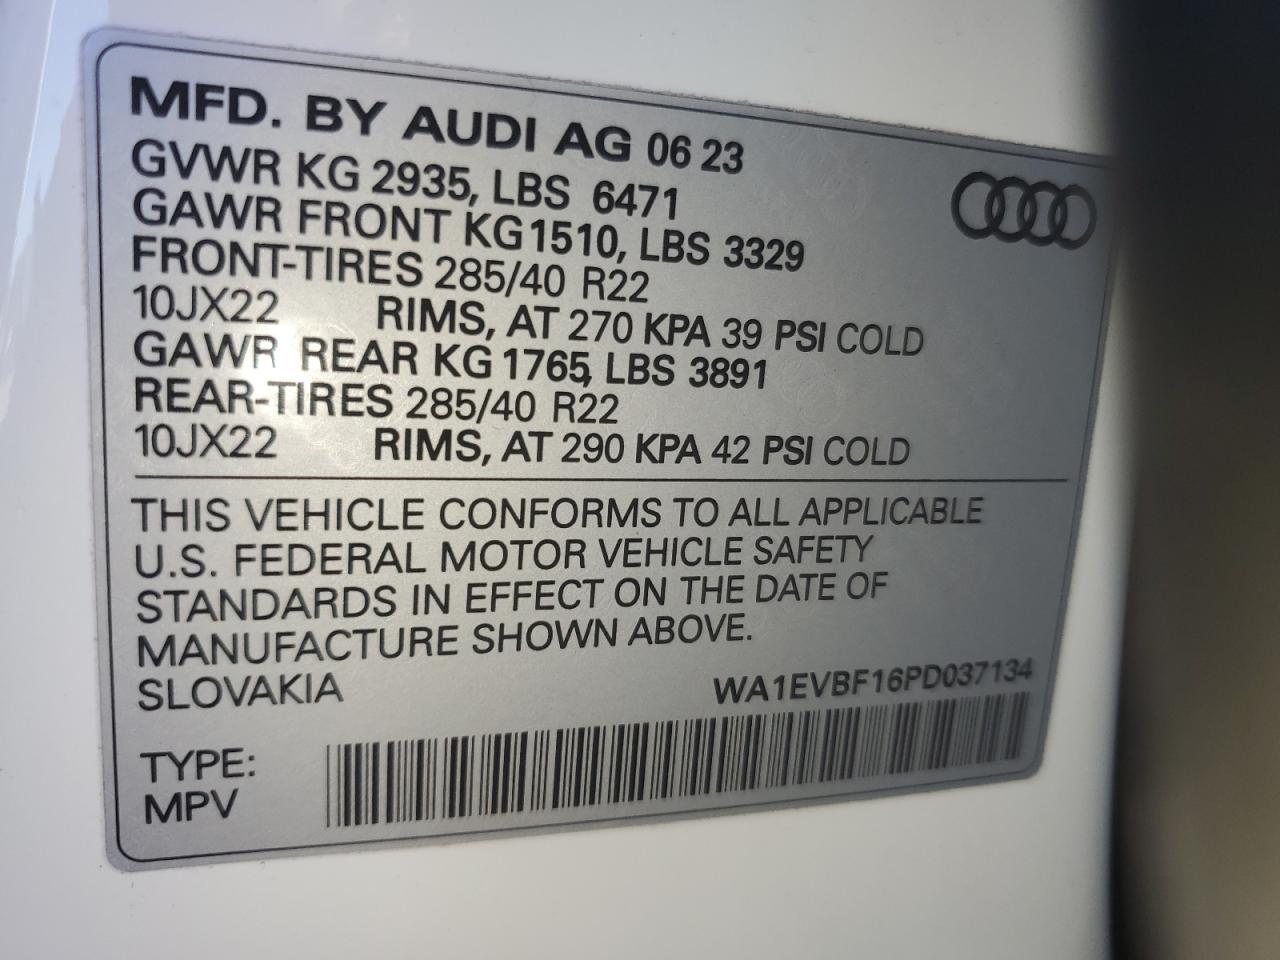 MFD. BY AUDI AG 06 23
GVWR KG 2935, LBS 6471
GAWR FRONT KG 1510, LBS 3329
FRONT-TIRES 285/40 R22
10JX22 RIMS, AT 270 KPA 39 PSI COLD
GAWR REAR KG 1765, LBS 3891
REAR-TIRES 285/40 R22
10JX22 RIMS, AT 290 KPA 42 PSI COLD
THIS VEHICLE CONFORMS TO ALL APPLICABLE
U.S. FEDERAL MOTOR VEHICLE SAFETY
STANDARDS IN EFFECT ON THE DATE OF
MANUFACTURE SHOWN ABOVE.
SLOVAKIA WA1EVBF16PD037134
TYPE:
MPV